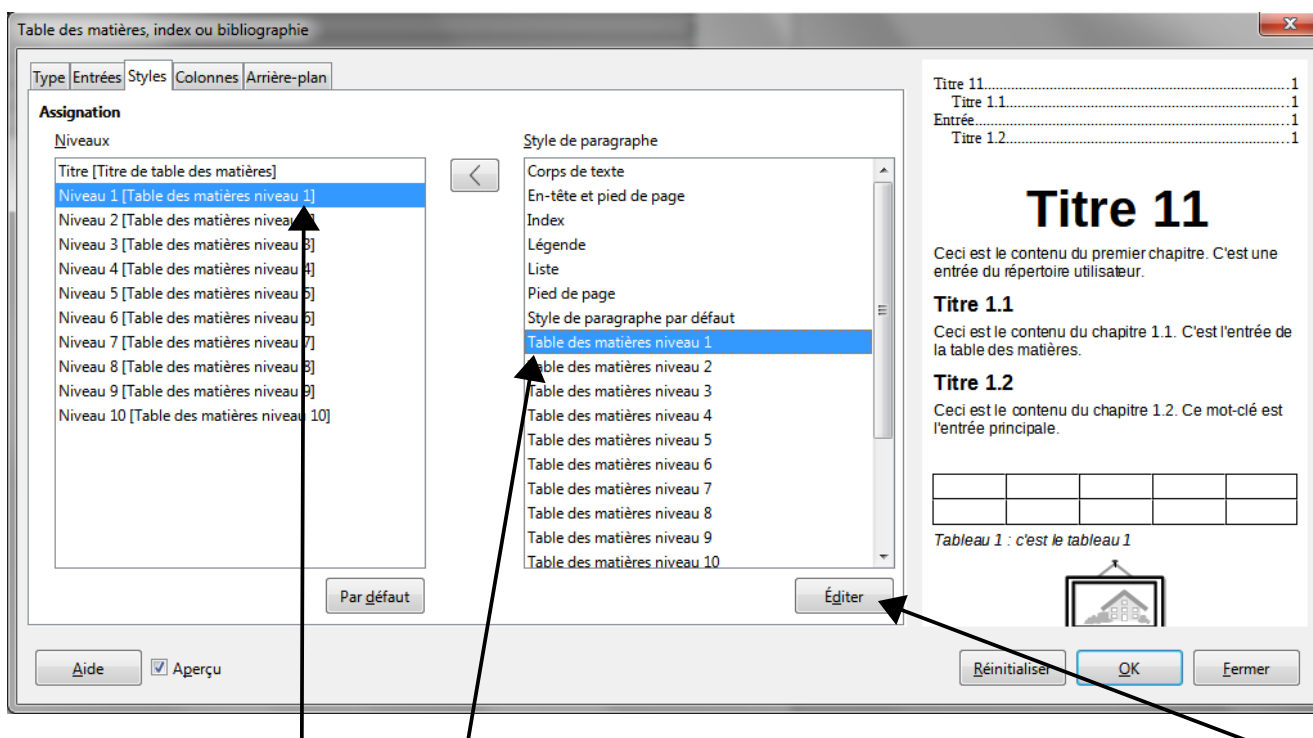 Table des matières, index ou bibliographie
Type Entrées Styles Colonnes Arrière-plan
Assignation
Niveaux
Titre [Titre de table des matières]
Niveau 1 [Table des matières niveau 1]
Niveau 2 [Table des matières niveau 2]
Niveau 3 [Table des matières niveau 3]
Niveau 4 [Table des matières niveau 4]
Niveau 5 [Table des matières niveau 5]
Niveau 6 [Table des matières niveau 6]
Niveau 7 [Table des matières niveau 7]
Niveau 8 [Table des matières niveau 8]
Niveau 9 [Table des matières niveau 9]
Niveau 10 [Table des matières niveau 10]
Par défaut
Style de paragraphe
Corps de texte
En-tête et pied de page
Index
Légende
Liste
Pied de page
Style de paragraphe par défaut
Table des matières niveau 1
Table des matières niveau 2
Table des matières niveau 3
Table des matières niveau 4
Table des matières niveau 5
Table des matières niveau 6
Table des matières niveau 7
Table des matières niveau 8
Table des matières niveau 9
Table des matières niveau 10
Éditer
Titre 11...1
Titre 1.1...1
Entrée...1
Titre 1.2...1
Titre 11
Ceci est le contenu du premier chapitre. C'est une
entrée du répertoire utilisateur.
Titre 1.1
Ceci est le contenu du chapitre 1.1. C'est l'entrée de
la table des matières.
Titre 1.2
Ceci est le contenu du chapitre 1.2. Ce mot-clé est
l'entrée principale.
Tableau 1 : c'est le tableau 1
Aide
Aperçu
Réinitialiser
OK
Fermer